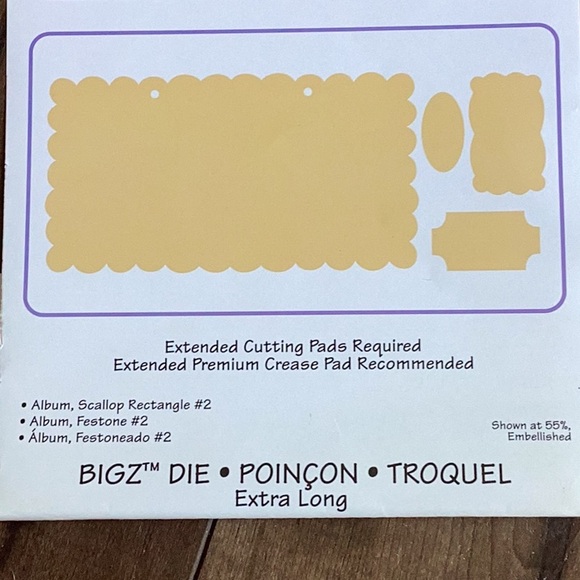 Extended Cutting Pads Required
Extended Premium Crease Pad Recommended
• Album, Scallop Rectangle #2
• Album, Festone #2
• Álbum, Festoneado #2
Shown at 55%,
Embellished
BIGZ™ DIE • POINÇON • TROQUEL
Extra Long